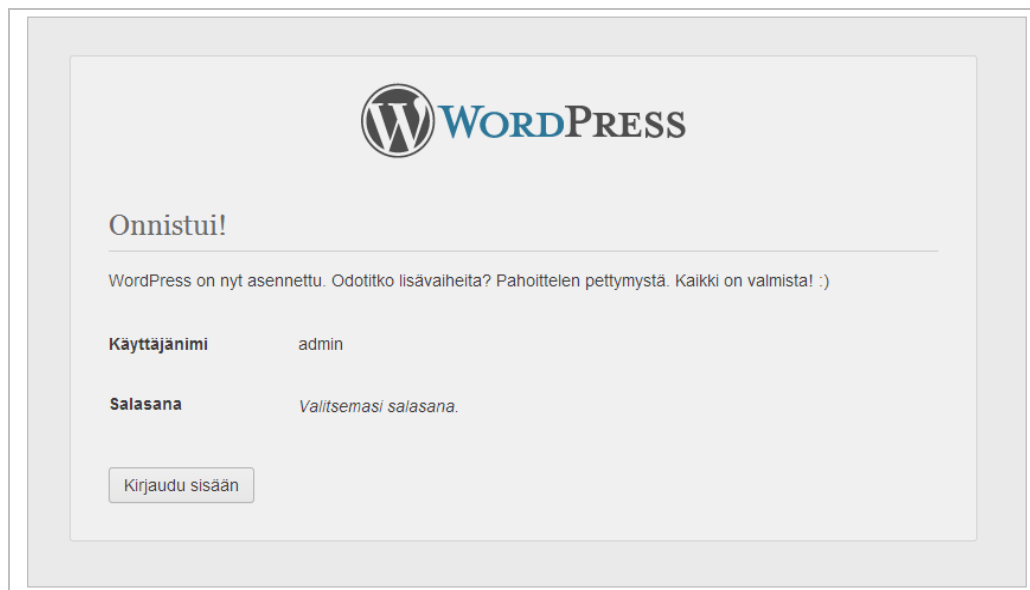 WORDPRESS
Onnistui!
WordPress on nyt asennettu. Odotitko lisävaiheita? Pahoittelen pettymystä. Kaikki on valmista! :)
Käyttäjänimi admin
Salasana Valitsemasi salasana.
Kirjaudu sisään